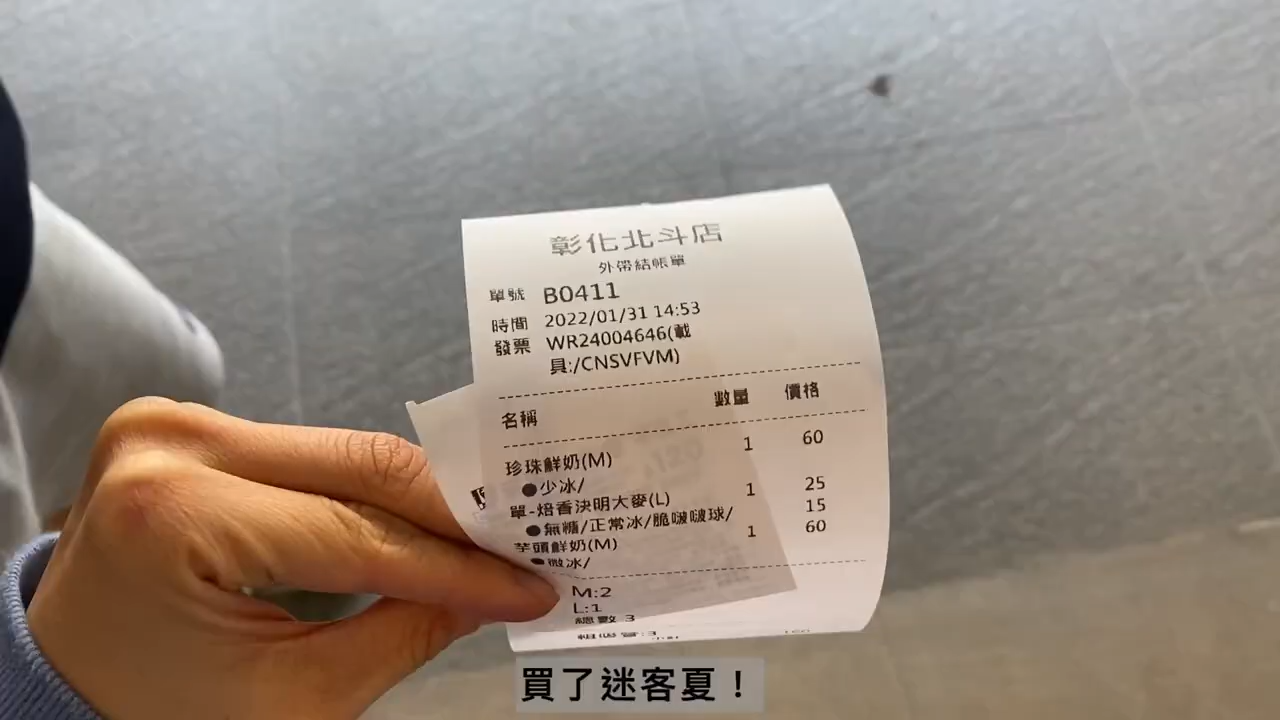 彰化北斗店
外帶結帳單
單號 B0411
時間 2022/01/31 14:53
發票 WR24004646(載
具:/CNSVFVM)
名稱 數量 價格
珍珠鮮奶(M) 1 60
●少冰/
單-焙香決明大麥(L) 1 25
●無糖/正常冰/脆啵啵球/ 15
芋頭鮮奶(M) 1 60
●微冰/
M:2
L:1
總數 3
買了迷客夏！